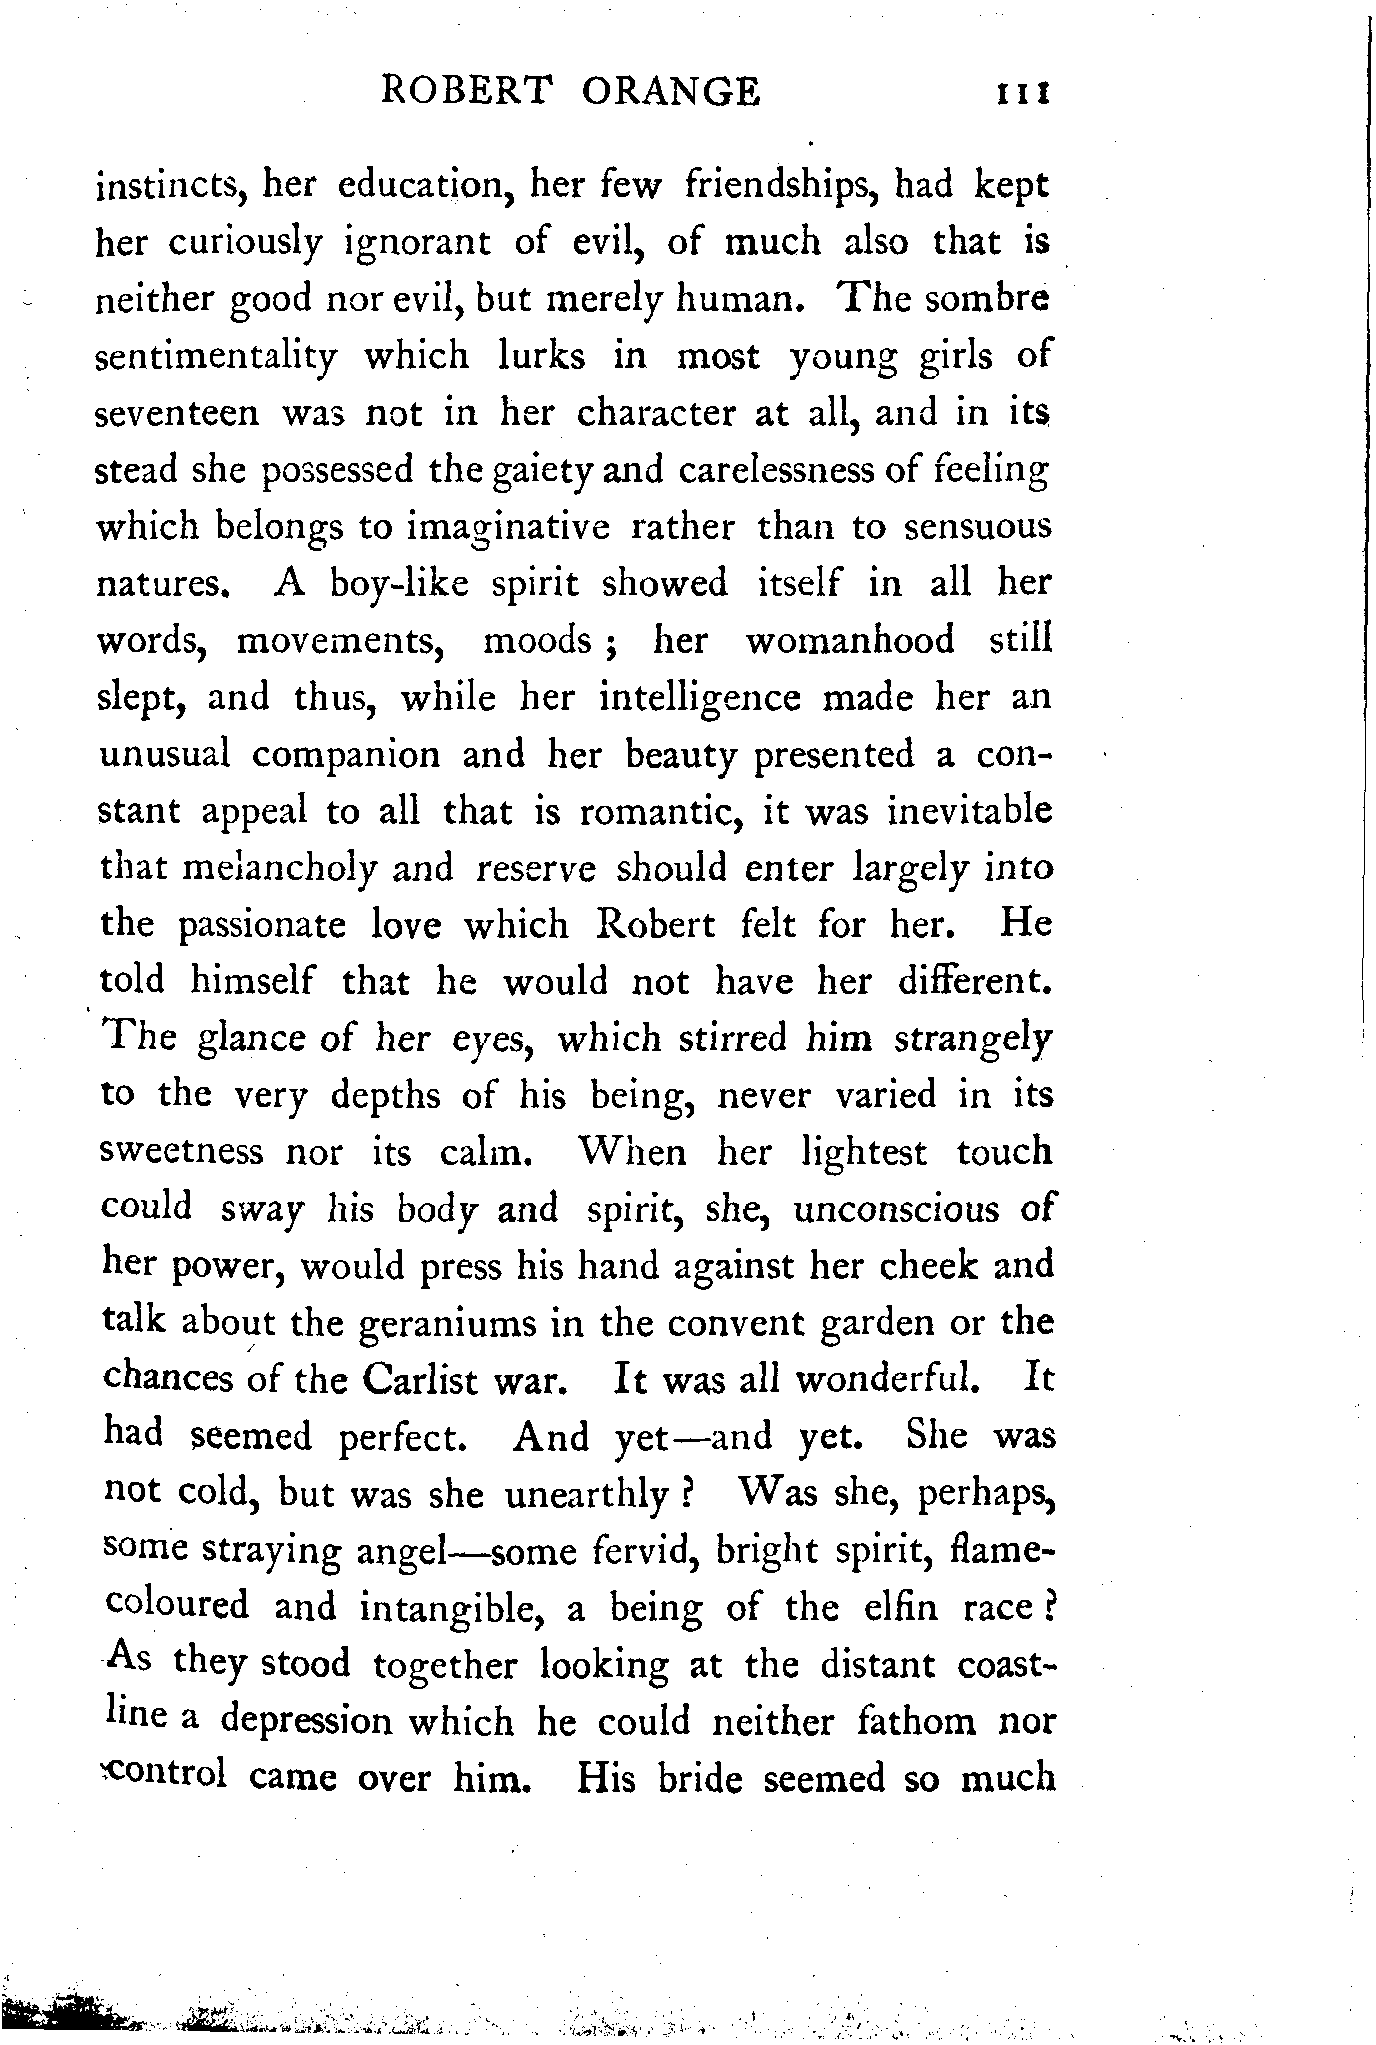 ROBERT ORANGE 111
instincts, her education, her few friendships, had kept
her curiously ignorant of evil, of much also that is
neither good nor evil, but merely human. The sombre
sentimentality which lurks in most young girls of
seventeen was not in her character at all, and in its
stead she possessed the gaiety and carelessness of feeling
which belongs to imaginative rather than to sensuous
natures. A boy-like spirit showed itself in all her
words, movements, moods ; her womanhood still
slept, and thus, while her intelligence made her an
unusual companion and her beauty presented a con-
stant appeal to all that is romantic, it was inevitable
that melancholy and reserve should enter largely into
the passionate love which Robert felt for her. He
told himself that he would not have her different.
The glance of her eyes, which stirred him strangely
to the very depths of his being, never varied in its
sweetness nor its calm. When her lightest touch
could sway his body and spirit, she, unconscious of
her power, would press his hand against her cheek and
talk about the geraniums in the convent garden or the
chances of the Carlist war. It was all wonderful. It
had seemed perfect. And yet—and yet. She was
not cold, but was she unearthly ? Was she, perhaps,
some straying angel—some fervid, bright spirit, flame-
coloured and intangible, a being of the elfin race ?
As they stood together looking at the distant coast-
line a depression which he could neither fathom nor
control came over him. His bride seemed so much